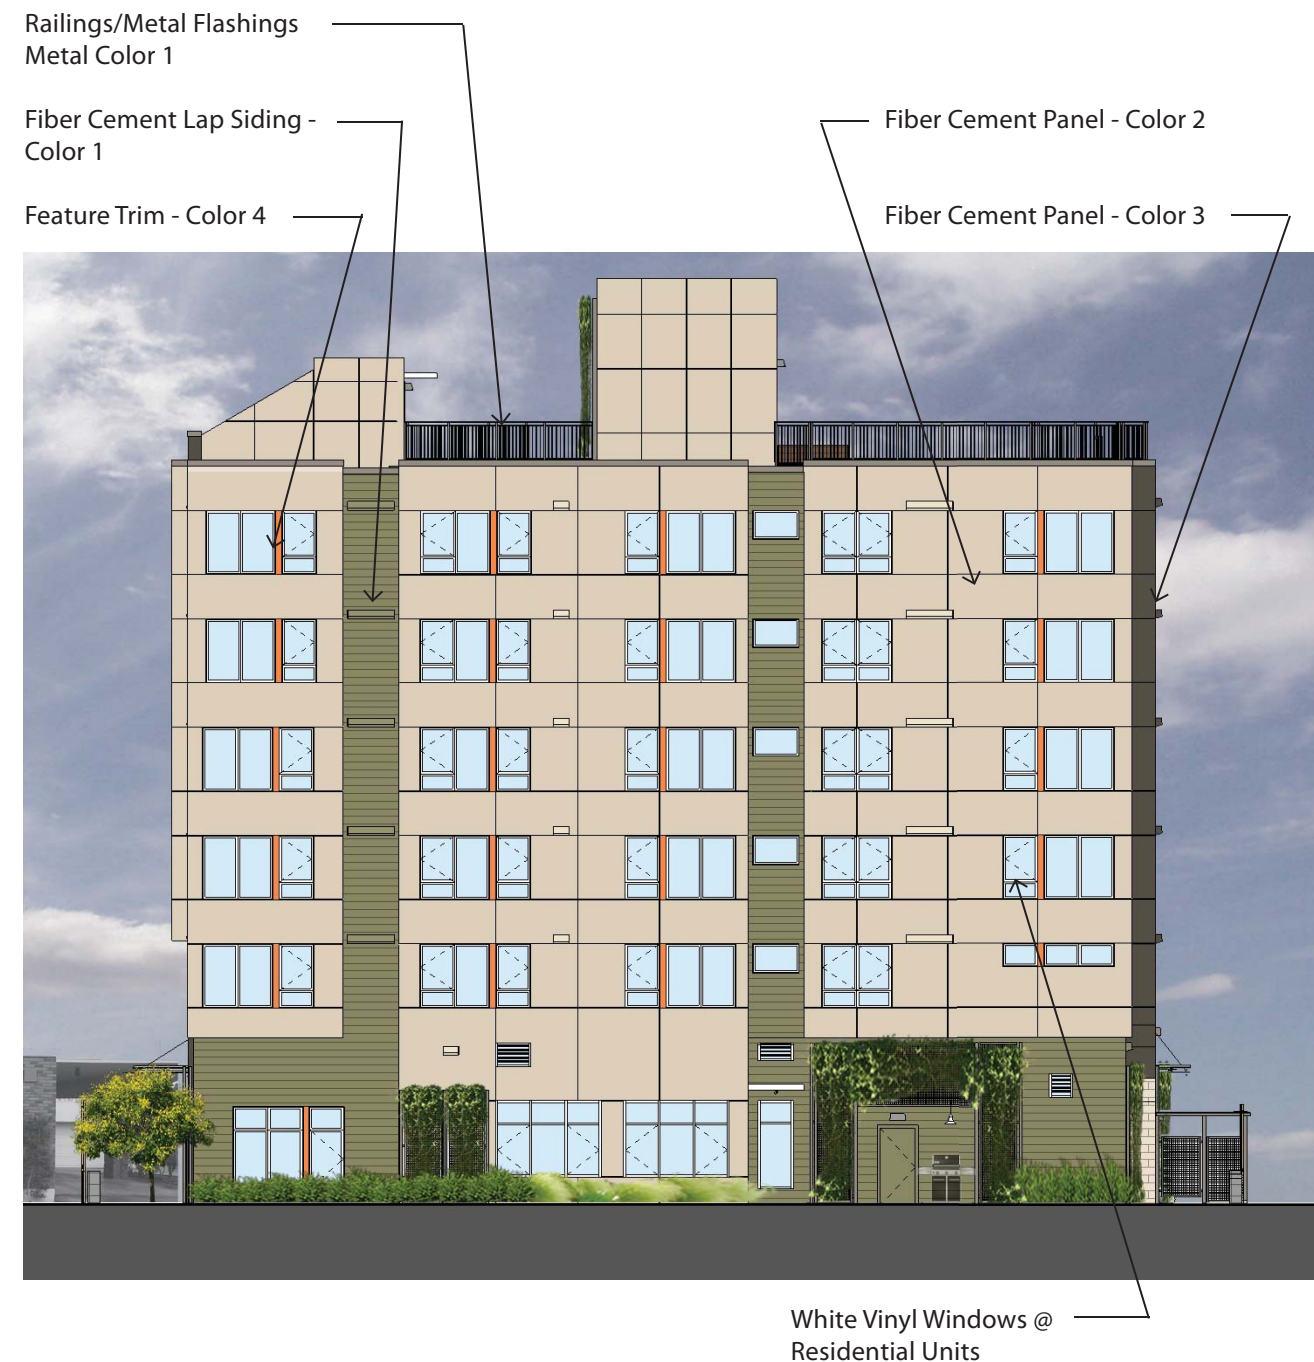 Railings/Metal Flashings
Metal Color 1
Fiber Cement Lap Siding -
Color 1
Feature Trim - Color 4
Fiber Cement Panel - Color 2
Fiber Cement Panel - Color 3
White Vinyl Windows @
Residential Units